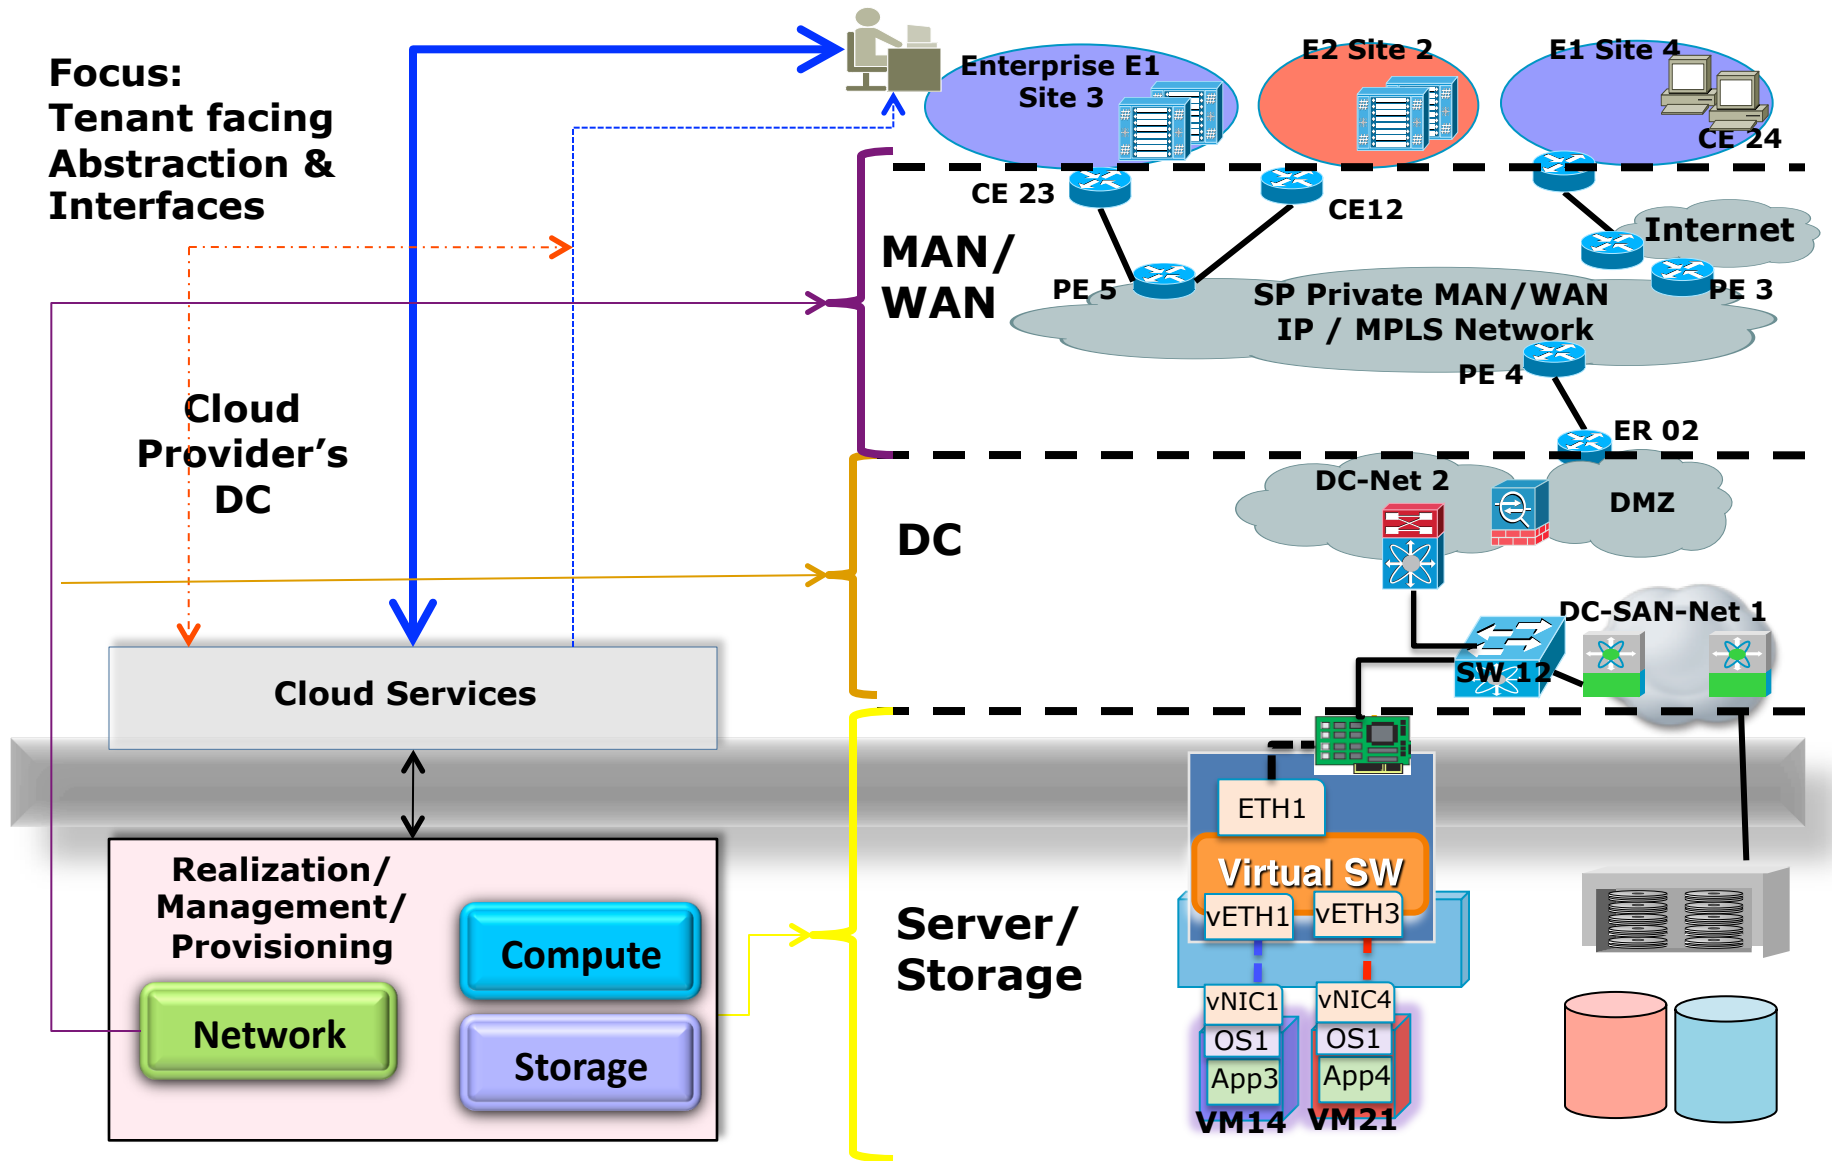 Focus:
Tenant facing
Abstraction &
Interfaces
Enterprise E1
Site 3
E2 Site 2
E1 Site 4
CE 24
CE 23
CE12
Internet
MAN/
WAN
PE 5
SP Private MAN/WAN
IP / MPLS Network
PE 3
PE 4
ER 02
Cloud
Provider’s
DC
DC
DC-Net 2
DMZ
DC-SAN-Net 1
SW 12
Cloud Services
Realization/
Management/
Provisioning
Compute
Network
Storage
Server/
Storage
ETH1
Virtual SW
vETH1
vETH3
vNIC1
vNIC4
OS1
OS1
App3
App4
VM14
VM21